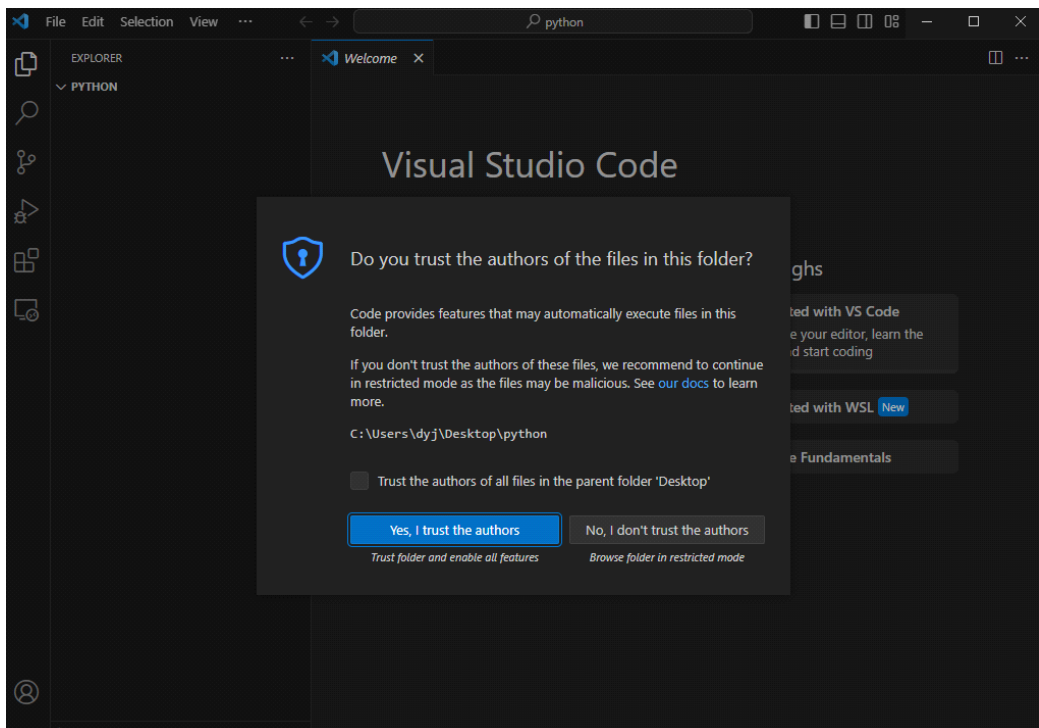 File Edit Selection View ··· python
EXPLORER ···
Welcome
PYTHON
Visual Studio Code
Do you trust the authors of the files in this folder?
Code provides features that may automatically execute files in this
folder.
If you don't trust the authors of these files, we recommend to continue
in restricted mode as the files may be malicious. See our docs to learn
more.
C:\Users\dyj\Desktop\python
Trust the authors of all files in the parent folder 'Desktop'
Yes, I trust the authors
No, I don't trust the authors
Trust folder and enable all features
Browse folder in restricted mode
ghs
ted with VS Code
e your editor, learn the
d start coding
ted with WSL New
e Fundamentals